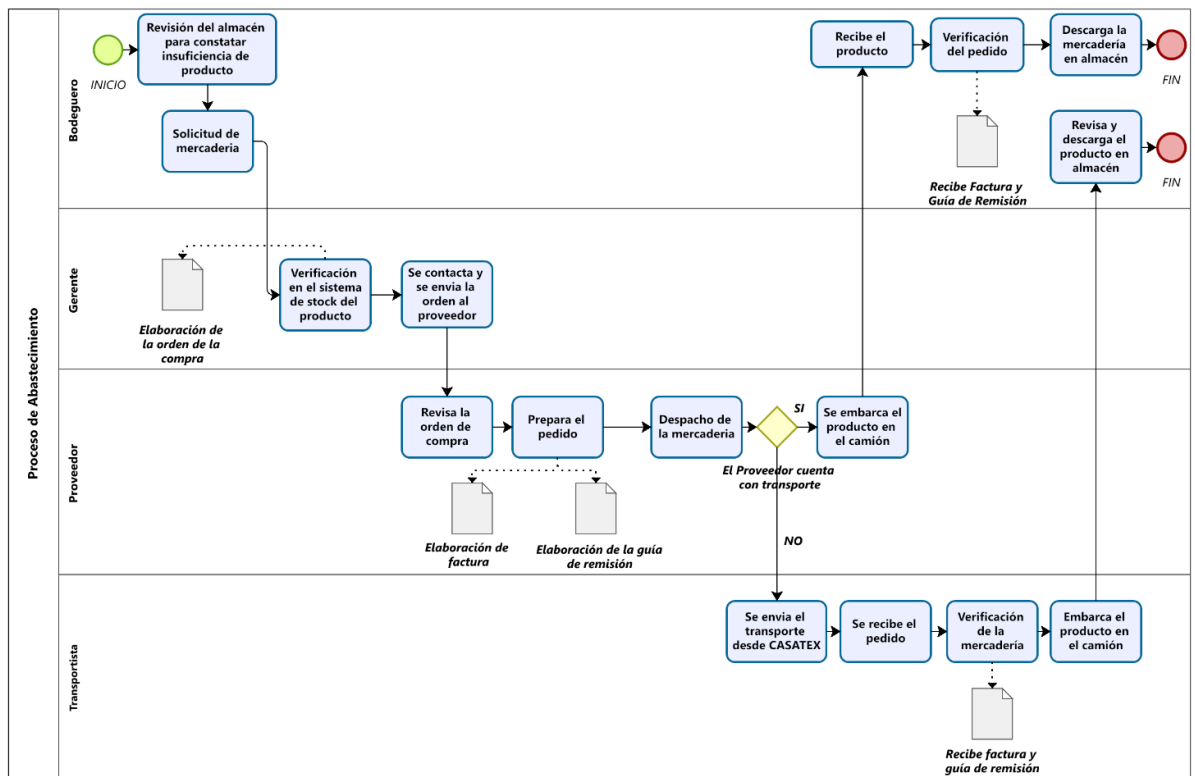 Proceso de Abastecimiento
Bodeguero
INICIO
Revisión del almacén
para constatar
insuficiencia de
producto
Solicitud de
mercaderia
Recibe el
producto
Verificación
del pedido
Descarga la
mercadería
en almacén
FIN
Recibe Factura y
Guía de Remisión
Revisa y
descarga el
producto en
almacén
FIN
Gerente
Elaboración de
la orden de la
compra
Verificación
en el sistema
de stock del
producto
Se contacta y
se envia la
orden al
proveedor
Proveedor
Revisa la
orden de
compra
Prepara el
pedido
Elaboración de
factura
Elaboración de la guía
de remisión
Despacho de
la mercaderia
El Proveedor cuenta
con transporte
SI
Se embarca el
producto en
el camión
NO
Transportista
Se envia el
transporte
desde CASATEX
Se recibe el
pedido
Verificación
de la
mercadería
Recibe factura y
guía de remisión
Embarca el
producto en
el camión